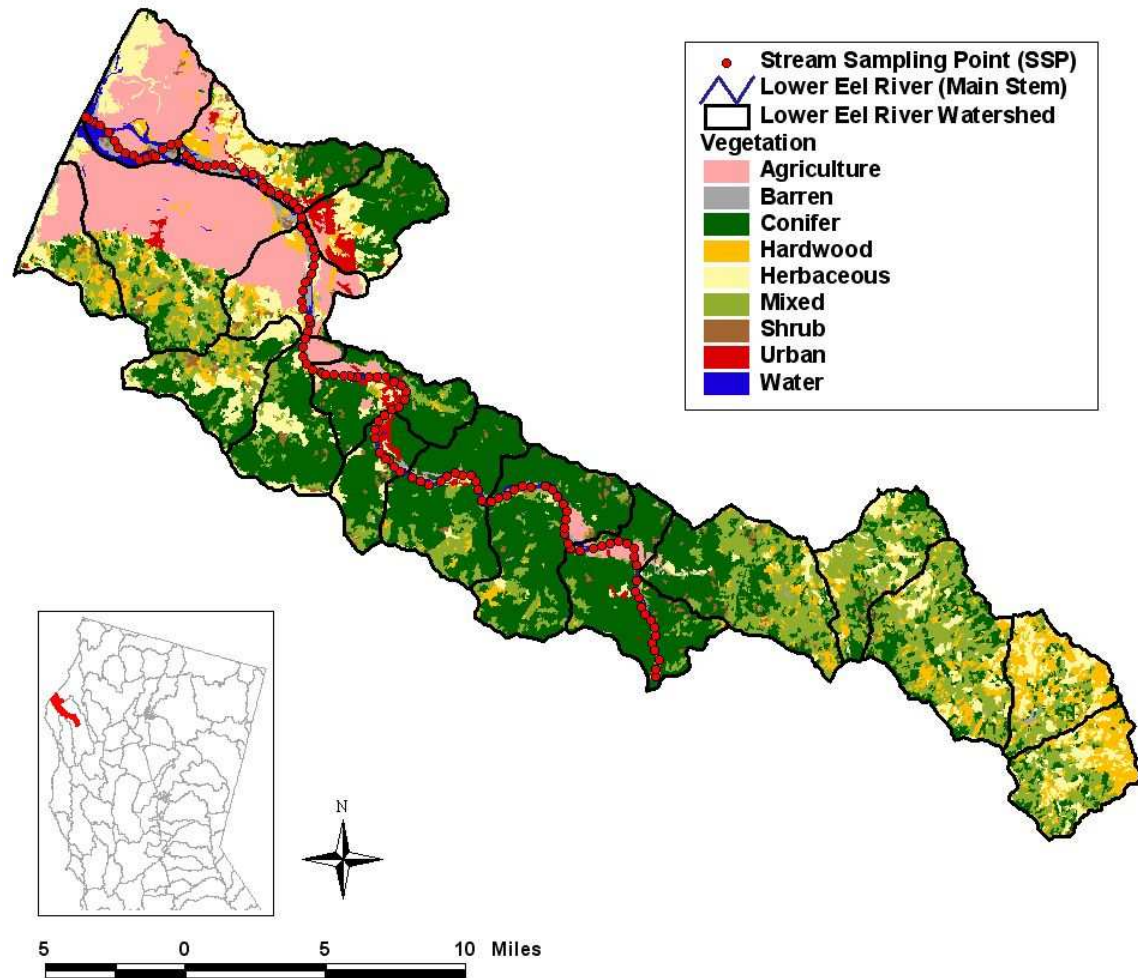 Stream Sampling Point (SSP)
Lower Eel River (Main Stem)
Lower Eel River Watershed
Vegetation
Agriculture
Barren
Conifer
Hardwood
Herbaceous
Mixed
Shrub
Urban
Water
N
5 0 5 10 Miles